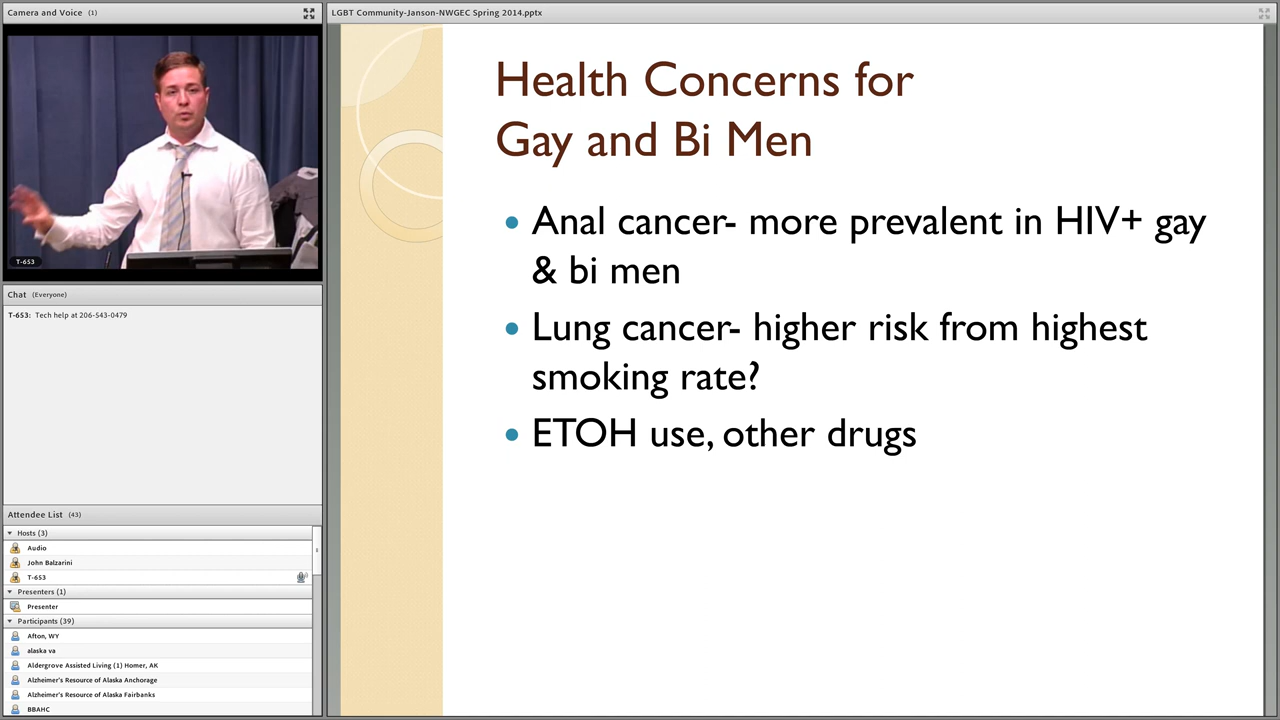 Camera and Voice (1)
T-653
Chat (Everyone)
T-653: Tech help at 206-543-0479
Attendee List (43)
Hosts (3)
Audio
John Balzarini
T-653
Presenters (1)
Presenter
Participants (39)
Afton, WY
alaska va
Aldergrove Assisted Living (1) Homer, AK
Alzheimer's Resource of Alaska Anchorage
Alzheimer's Resource of Alaska Fairbanks
BBAHC
LGBT Community-Janson-NWGEC Spring 2014.pptx
Health Concerns for
Gay and Bi Men
• Anal cancer- more prevalent in HIV+ gay
& bi men
• Lung cancer- higher risk from highest
smoking rate?
• ETOH use, other drugs